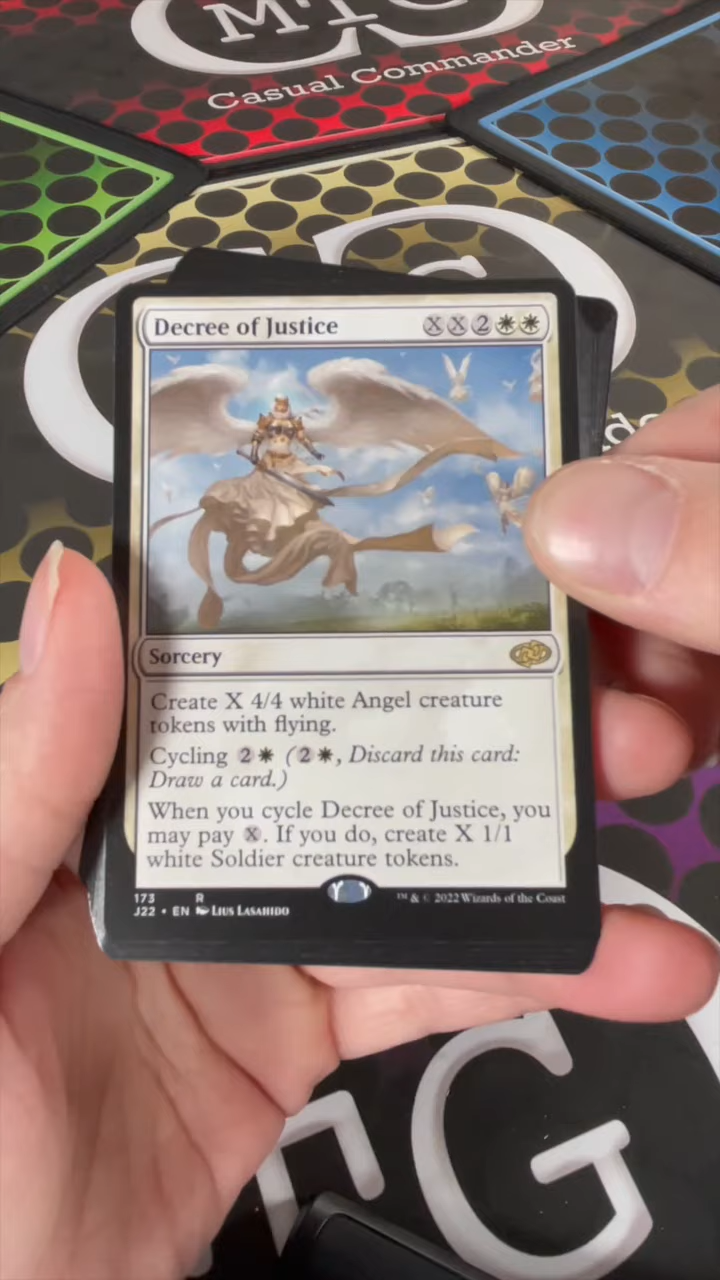 MTG
Casual Commander
Decree of Justice XX2
Sorcery
Create X 4/4 white Angel creature
tokens with flying.
Cycling 2 (2, Discard this card:
Draw a card.)
When you cycle Decree of Justice, you
may pay X. If you do, create X 1/1
white Soldier creature tokens.
173 R
J22 • EN Lius Lasahido
™ & © 2022 Wizards of the Coast
G